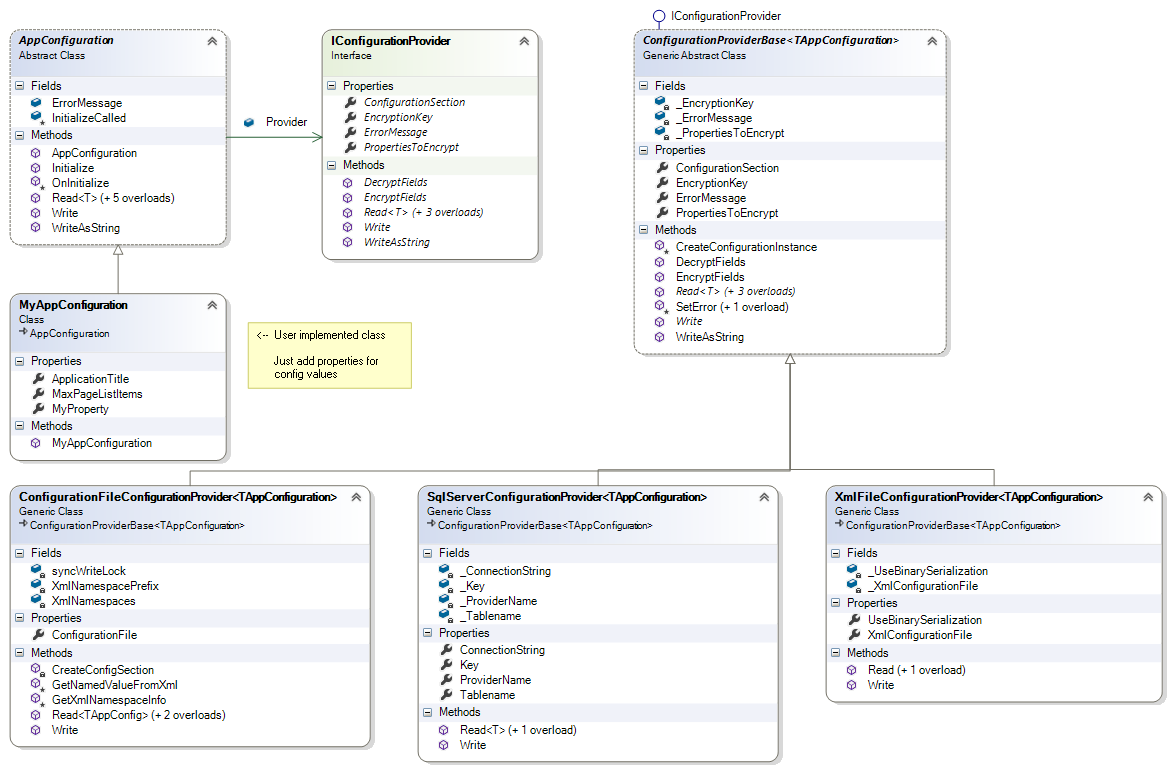 AppConfiguration
Abstract Class
Fields
ErrorMessage
InitializeCalled
Methods
AppConfiguration
Initialize
OnInitialize
Read<T> (+ 5 overloads)
Write
WriteAsString
Provider
IConfigurationProvider
Interface
Properties
ConfigurationSection
EncryptionKey
ErrorMessage
PropertiesToEncrypt
Methods
DecryptFields
EncryptFields
Read<T> (+ 3 overloads)
Write
WriteAsString
IConfigurationProvider
ConfigurationProviderBase<TAppConfiguration>
Generic Abstract Class
Fields
_EncryptionKey
_ErrorMessage
_PropertiesToEncrypt
Properties
ConfigurationSection
EncryptionKey
ErrorMessage
PropertiesToEncrypt
Methods
CreateConfigurationInstance
DecryptFields
EncryptFields
Read<T> (+ 3 overloads)
SetError (+ 1 overload)
Write
WriteAsString
MyAppConfiguration
Class
AppConfiguration
Properties
ApplicationTitle
MaxPageListItems
MyProperty
Methods
MyAppConfiguration
<-- User implemented class
Just add properties for
config values
ConfigurationFileConfigurationProvider<TAppConfiguration>
Generic Class
ConfigurationProviderBase<TAppConfiguration>
Fields
syncWriteLock
XmlNamespacePrefix
XmlNamespaces
Properties
ConfigurationFile
Methods
CreateConfigSection
GetNamedValueFromXml
GetXmlNamespaceInfo
Read<TAppConfig> (+ 2 overloads)
Write
SqlServerConfigurationProvider<TAppConfiguration>
Generic Class
ConfigurationProviderBase<TAppConfiguration>
Fields
_ConnectionString
_Key
_ProviderName
_Tablename
Properties
ConnectionString
Key
ProviderName
Tablename
Methods
Read<T> (+ 1 overload)
Write
XmlFileConfigurationProvider<TAppConfiguration>
Generic Class
ConfigurationProviderBase<TAppConfiguration>
Fields
_UseBinarySerialization
_XmlConfigurationFile
Properties
UseBinarySerialization
XmlConfigurationFile
Methods
Read (+ 1 overload)
Write